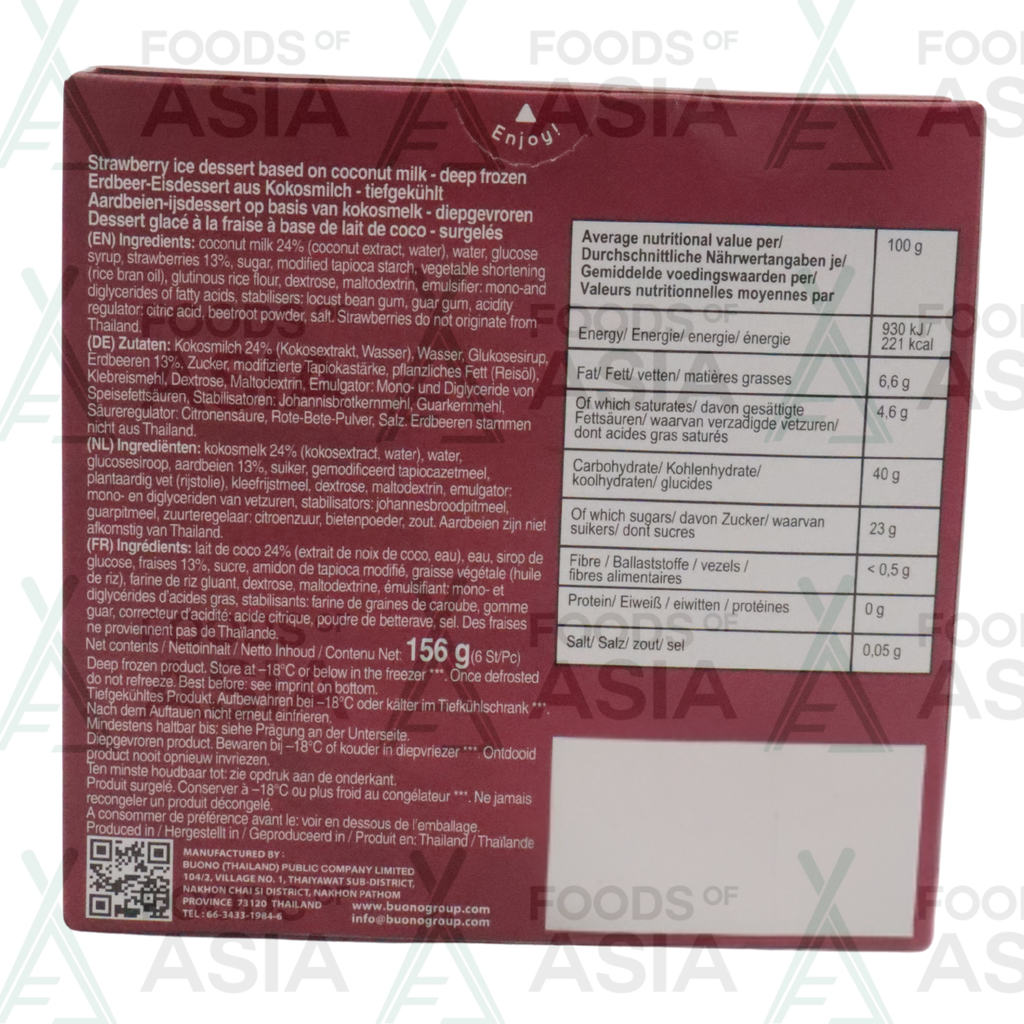 Enjoy!
Strawberry ice dessert based on coconut milk - deep frozen
Erdbeer-Eisdessert aus Kokosmilch - tiefgekühlt
Aardbeien-ijsdessert op basis van kokosmelk - diepgevroren
Dessert glacé à la fraise à base de lait de coco - surgelés
(EN) Ingredients: coconut milk 24% (coconut extract, water), water, glucose
syrup, strawberries 13%, sugar, modified tapioca starch, vegetable shortening
(rice bran oil), glutinous rice flour, dextrose, maltodextrin, emulsifier: mono-and
diglycerides of fatty acids, stabilisers: locust bean gum, guar gum, acidity
regulator: citric acid, beetroot powder, salt. Strawberries do not originate from
Thailand.
(DE) Zutaten: Kokosmilch 24% (Kokosextrakt, Wasser), Wasser, Glukosesirup,
Erdbeeren 13%, Zucker, modifizierte Tapiokastärke, pflanzliches Fett (Reisöl),
Klebreismehl, Dextrose, Maltodextrin, Emulgator: Mono- und Diglyceride von
Speisefettsäuren, Stabilisatoren: Johannisbrotkernmehl, Guarkernmehl,
Säureregulator: Citronensäure, Rote-Bete-Pulver, Salz. Erdbeeren stammen
nicht aus Thailand.
(NL) Ingrediënten: kokosmelk 24% (kokosextract, water), water,
glucosesiroop, aardbeien 13%, suiker, gemodificeerd tapiocazetmeel,
plantaardig vet (rijstolie), kleefrijstmeel, dextrose, maltodextrin, emulgator:
mono- en diglyceriden van vetzuren, stabilisators: johannesbroodpitmeel,
guarpitmeel, zuurteregelaar: citroenzuur, bietenpoeder, zout. Aardbeien zijn niet
afkomstig van Thailand.
(FR) Ingrédients: lait de coco 24% (extrait de noix de coco, eau), eau, sirop de
glucose, fraises 13%, sucre, amidon de tapioca modifié, graisse végétale (huile
de riz), farine de riz gluant, dextrose, maltodextrine, émulsifiant: mono- et
diglycérides d'acides gras, stabilisants: farine de graines de caroube, gomme
guar, correcteur d'acidité: acide citrique, poudre de betterave, sel. Des fraises
ne proviennent pas de Thaïlande.
Net contents / Nettoinhalt / Netto Inhoud / Contenu Net: 156 g (6 St/Pc)
Deep frozen product. Store at –18°C or below in the freezer ***. Once defrosted
do not refreeze. Best before: see imprint on bottom.
Tiefgekühltes Produkt. Aufbewahren bei –18°C oder kälter im Tiefkühlschrank ***.
Nach dem Auftauen nicht erneut einfrieren.
Mindestens haltbar bis: siehe Prägung an der Unterseite.
Diepgevroren product. Bewaren bij –18°C of kouder in diepvriezer ***. Ontdooid
product nooit opnieuw invriezen.
Ten minste houdbaar tot: zie opdruk aan de onderkant.
Produit surgelé. Conserver à –18°C ou plus froid au congélateur ***. Ne jamais
recongeler un produit décongelé.
A consommer de préférence avant le: voir en dessous de l'emballage.
Produced in / Hergestellt in / Geproduceerd in / Produit en: Thailand / Thaïlande
MANUFACTURED BY :
BUONO (THAILAND) PUBLIC COMPANY LIMITED
104/2, VILLAGE NO. 1, THAIYAWAT SUB-DISTRICT,
NAKHON CHAI SI DISTRICT, NAKHON PATHOM
PROVINCE 73120 THAILAND www.buonogroup.com
TEL : 66-3433-1984-6 info@buonogroup.com
Average nutritional value per/ 100 g
Durchschnittliche Nährwertangaben je/
Gemiddelde voedingswaarden per/
Valeurs nutritionnelles moyennes par
Energy/ Energie/ energie/ énergie 930 kJ / 221 kcal
Fat/ Fett/ vetten/ matières grasses 6,6 g
Of which saturates/ davon gesättigte 4,6 g
Fettsäuren/ waarvan verzadigde vetzuren/
dont acides gras saturés
Carbohydrate/ Kohlenhydrate/ 40 g
koolhydraten/ glucides
Of which sugars/ davon Zucker/ waarvan 23 g
suikers/ dont sucres
Fibre / Ballaststoffe / vezels / < 0,5 g
fibres alimentaires
Protein/ Eiweiß / eiwitten / protéines 0 g
Salt/ Salz/ zout/ sel 0,05 g
FOODS OF
ASIA